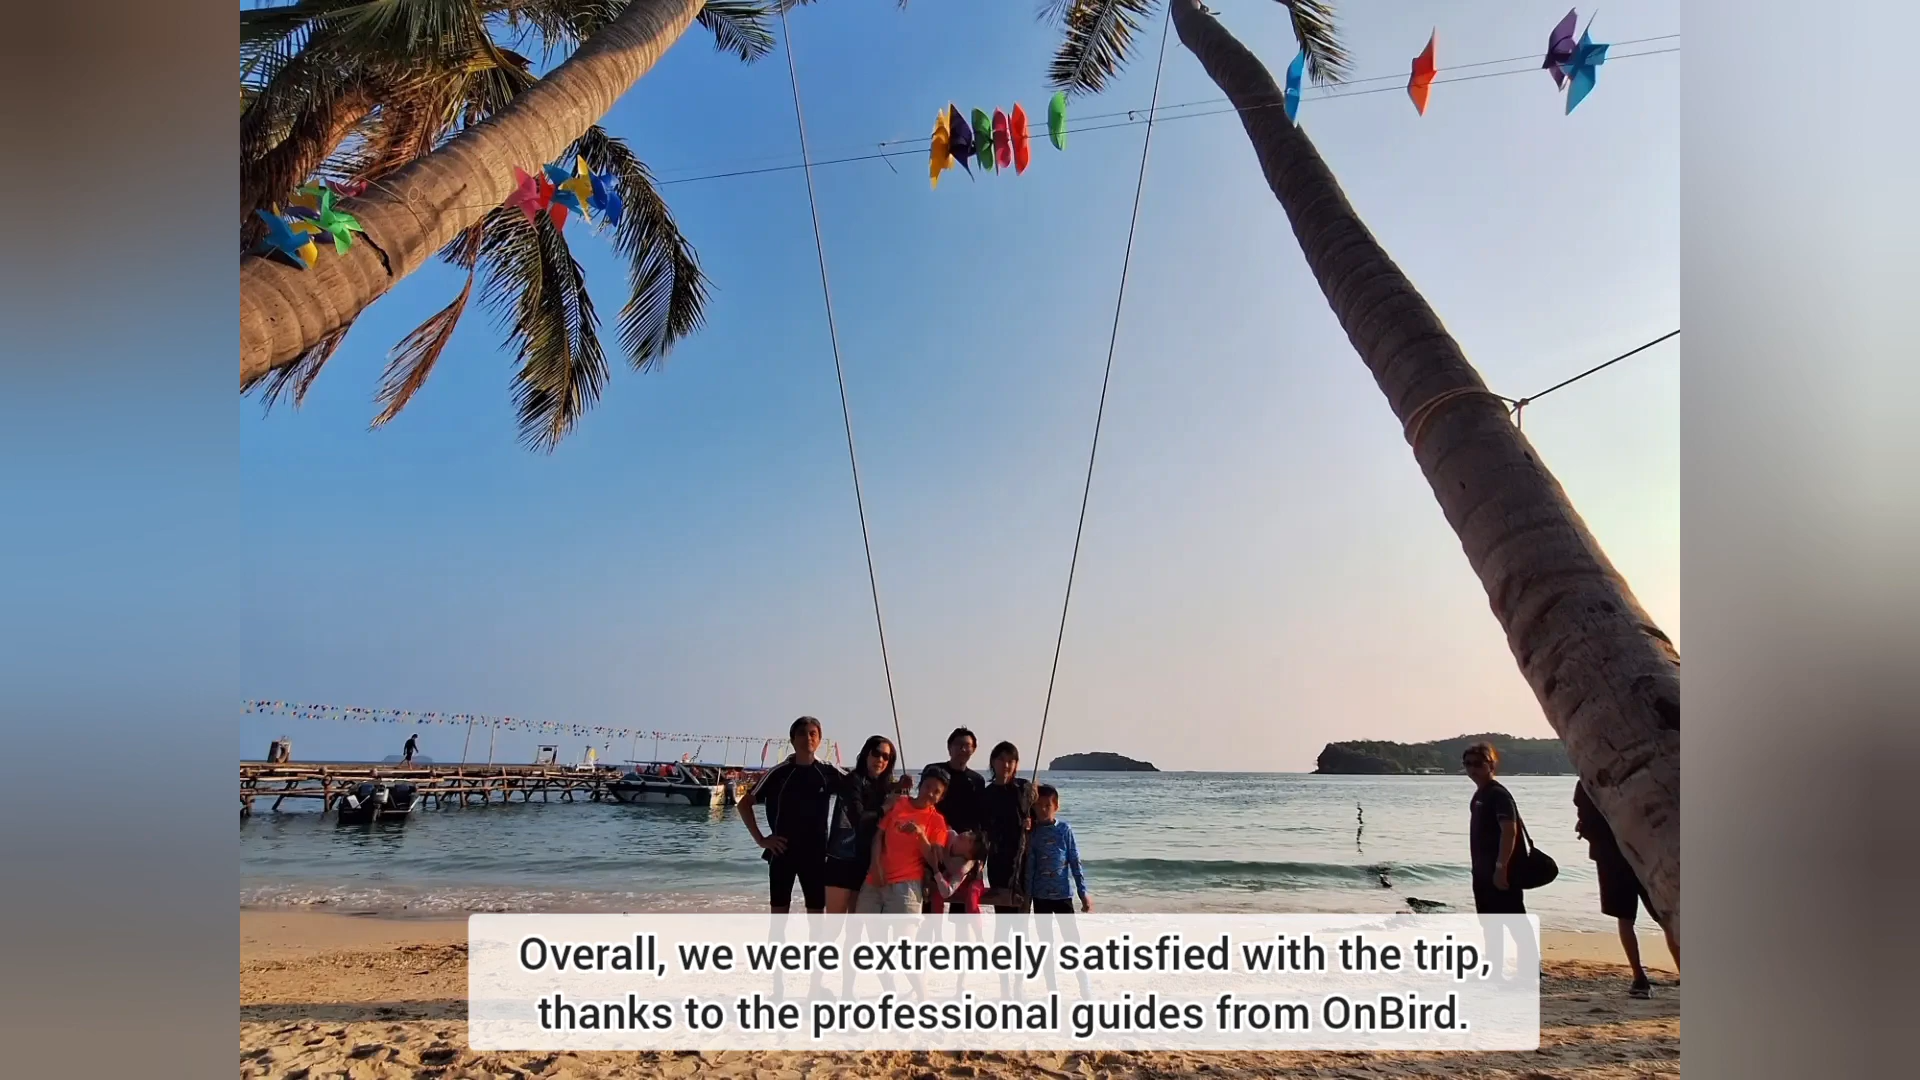 Overall, we were extremely satisfied with the trip,
thanks to the professional guides from OnBird.